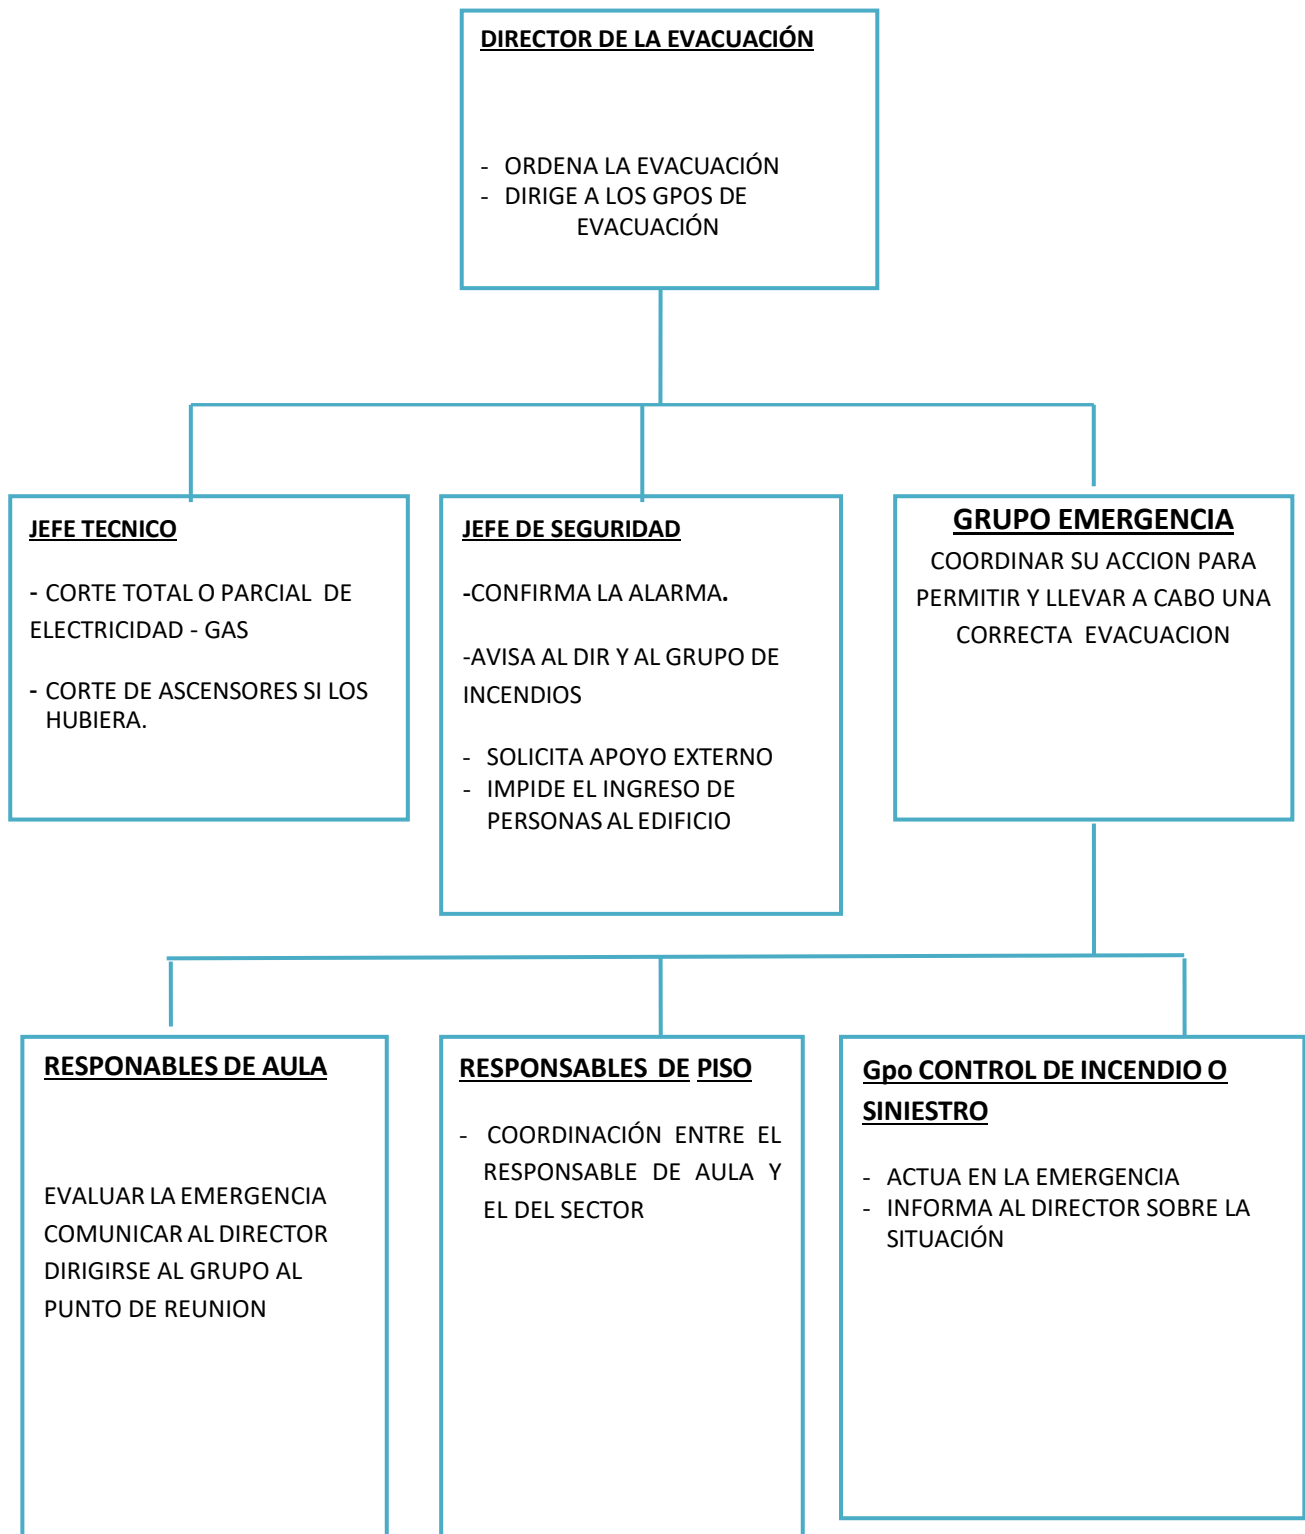 DIRECTOR DE LA EVACUACIÓN
- ORDENA LA EVACUACIÓN
- DIRIGE A LOS GPOS DE
EVACUACIÓN
JEFE TECNICO
- CORTE TOTAL O PARCIAL DE
ELECTRICIDAD - GAS
- CORTE DE ASCENSORES SI LOS
HUBIERA.
JEFE DE SEGURIDAD
-CONFIRMA LA ALARMA.
-AVISA AL DIR Y AL GRUPO DE
INCENDIOS
- SOLICITA APOYO EXTERNO
- IMPIDE EL INGRESO DE
PERSONAS AL EDIFICIO
GRUPO EMERGENCIA
COORDINAR SU ACCION PARA
PERMITIR Y LLEVAR A CABO UNA
CORRECTA EVACUACION
RESPONABLES DE AULA
EVALUAR LA EMERGENCIA
COMUNICAR AL DIRECTOR
DIRIGIRSE AL GRUPO AL
PUNTO DE REUNION
RESPONSABLES DE PISO
- COORDINACIÓN ENTRE EL
RESPONSABLE DE AULA Y
EL DEL SECTOR
Gpo CONTROL DE INCENDIO O
SINIESTRO
- ACTUA EN LA EMERGENCIA
- INFORMA AL DIRECTOR SOBRE LA
SITUACIÓN